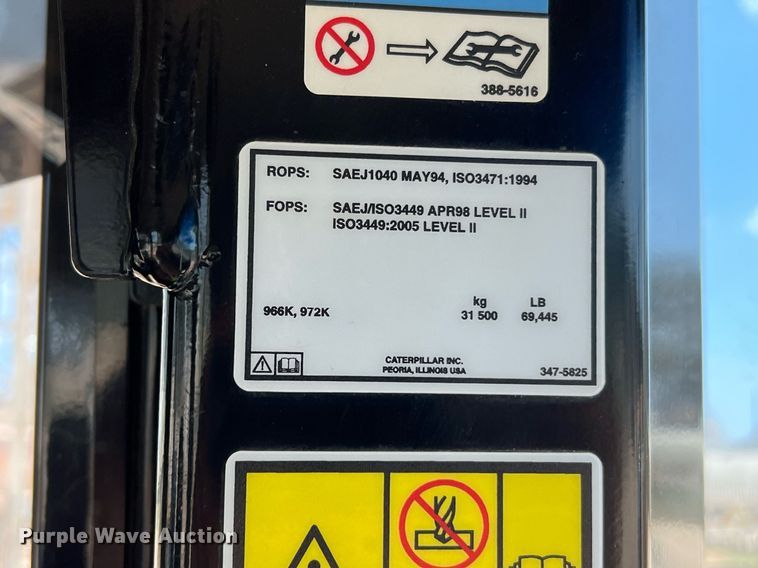 388-5616
ROPS: SAEJ1040 MAY94, ISO3471:1994
FOPS: SAEJ/ISO3449 APR98 LEVEL II
ISO3449:2005 LEVEL II
kg LB
966K, 972K 31 500 69,445
CATERPILLAR INC.
PEORIA, ILLINOIS USA
347-5825
Purple Wave Auction